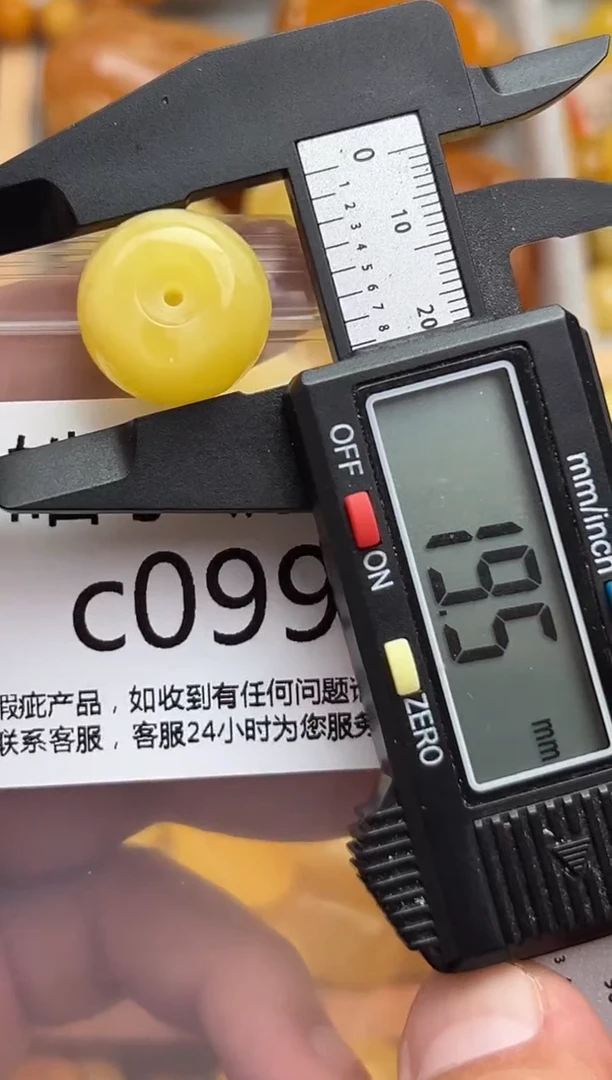 0
10
20
1 2 3 4 5 6 7 8
OFF
ON
ZERO
mm/inch
19.5
mm
c099
瑕疵产品，如收到有任何问题
联系客服，客服24小时为您服务